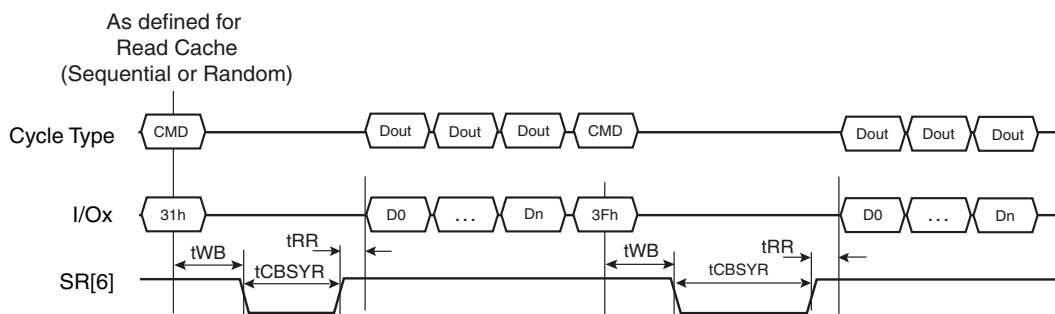 As defined for
Read Cache
(Sequential or Random)
Cycle Type CMD Dout Dout Dout CMD Dout Dout Dout
I/Ox 31h D0 ... Dn 3Fh D0 ... Dn
tWB tRR tWB tRR
SR[6] tCBSYR tCBSYR